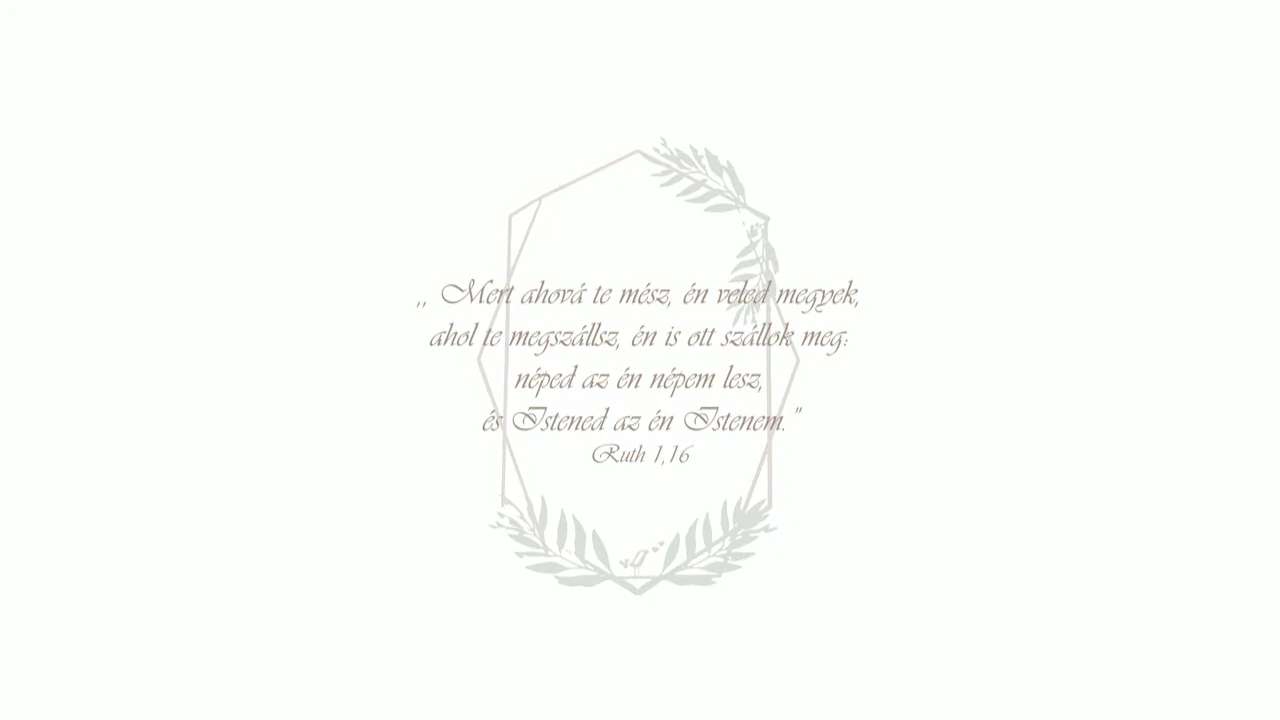 ,, Mert ahová te mész, én veled megyek,
ahol te megszállsz, én is ott szállok meg:
néped az én népem lesz,
és Istened az én Istenem."
Ruth 1,16